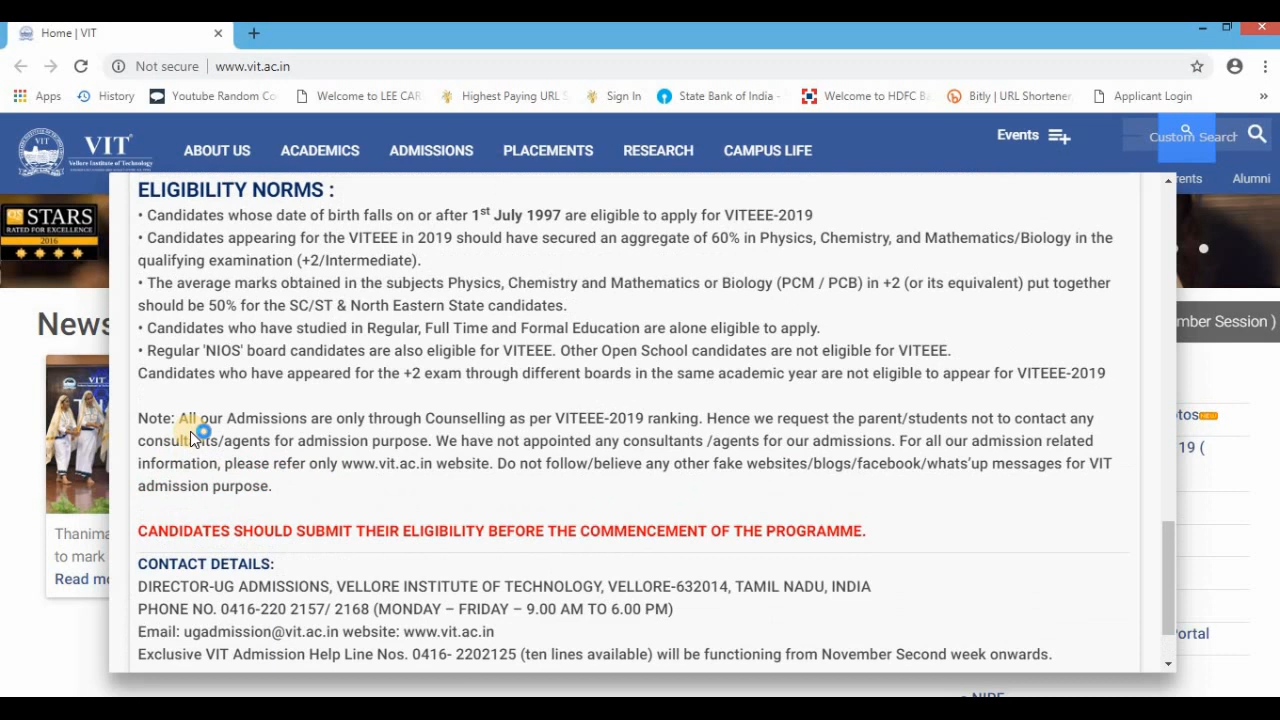 Home | VIT
Not secure | www.vit.ac.in
Apps History Youtube Random Co Welcome to LEE CAR Highest Paying URL S Sign In State Bank of India - Welcome to HDFC Ba Bitly | URL Shortener, Applicant Login »
VIT
VIT®
Vellore Institute of Technology
ABOUT US ACADEMICS ADMISSIONS PLACEMENTS RESEARCH CAMPUS LIFE
Events
Custom Search
rents Alumni
QS STARS
RATED FOR EXCELLENCE
2016
ELIGIBILITY NORMS :
• Candidates whose date of birth falls on or after 1st July 1997 are eligible to apply for VITEEE-2019
• Candidates appearing for the VITEEE in 2019 should have secured an aggregate of 60% in Physics, Chemistry, and Mathematics/Biology in the
qualifying examination (+2/Intermediate).
• The average marks obtained in the subjects Physics, Chemistry and Mathematics or Biology (PCM / PCB) in +2 (or its equivalent) put together
should be 50% for the SC/ST & North Eastern State candidates.
• Candidates who have studied in Regular, Full Time and Formal Education are alone eligible to apply.
• Regular 'NIOS' board candidates are also eligible for VITEEE. Other Open School candidates are not eligible for VITEEE.
Candidates who have appeared for the +2 exam through different boards in the same academic year are not eligible to appear for VITEEE-2019
Note: All our Admissions are only through Counselling as per VITEEE-2019 ranking. Hence we request the parent/students not to contact any
consultants/agents for admission purpose. We have not appointed any consultants /agents for our admissions. For all our admission related
information, please refer only www.vit.ac.in website. Do not follow/believe any other fake websites/blogs/facebook/whats'up messages for VIT
admission purpose.
CANDIDATES SHOULD SUBMIT THEIR ELIGIBILITY BEFORE THE COMMENCEMENT OF THE PROGRAMME.
CONTACT DETAILS:
DIRECTOR-UG ADMISSIONS, VELLORE INSTITUTE OF TECHNOLOGY, VELLORE-632014, TAMIL NADU, INDIA
PHONE NO. 0416-220 2157/ 2168 (MONDAY – FRIDAY – 9.00 AM TO 6.00 PM)
Email: ugadmission@vit.ac.in website: www.vit.ac.in
Exclusive VIT Admission Help Line Nos. 0416- 2202125 (ten lines available) will be functioning from November Second week onwards.
News
VIT
Thanima
to mark
Read mo
mber Session )
otos NEW
19 (
Portal